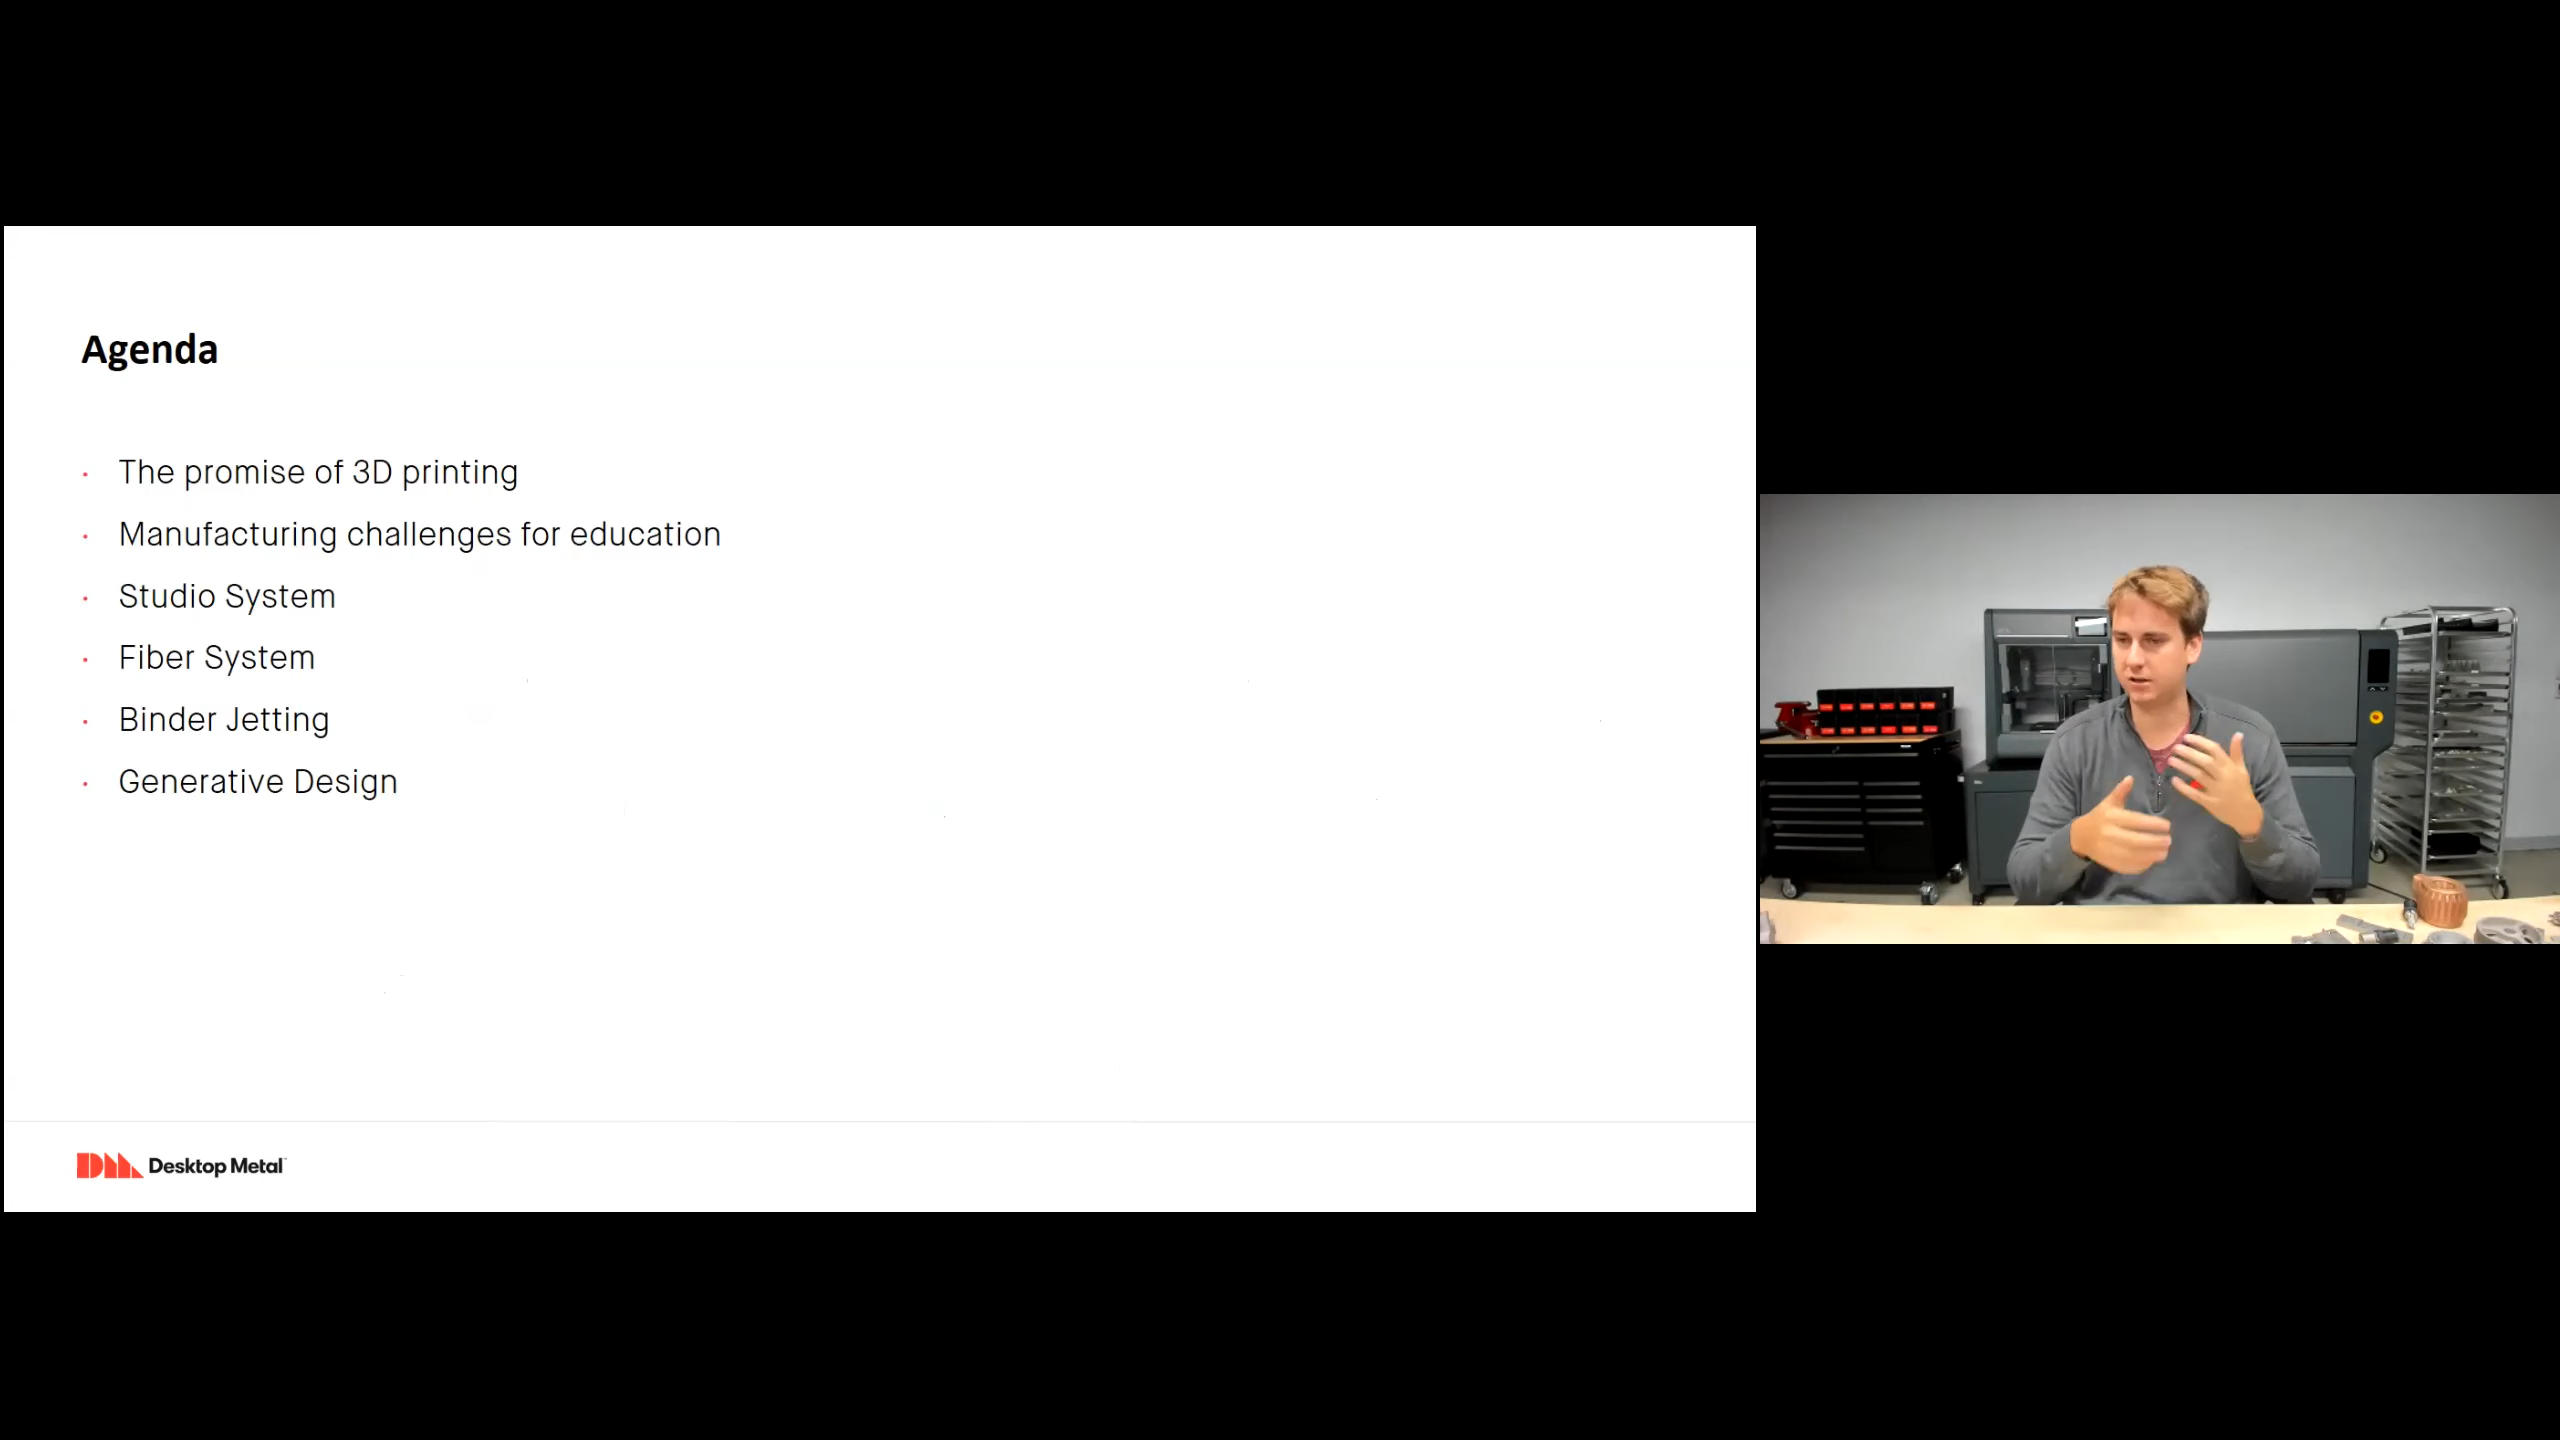 Agenda
· The promise of 3D printing
· Manufacturing challenges for education
· Studio System
· Fiber System
· Binder Jetting
· Generative Design
Desktop Metal